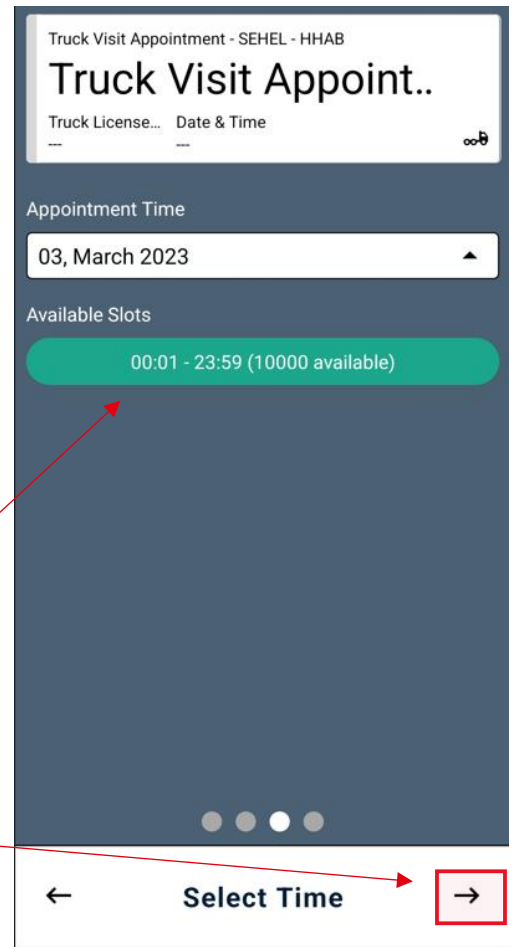 Truck Visit Appointment - SEHEL - HHAB
Truck Visit Appoint..
Truck License... Date & Time
--- ---
Appointment Time
03, March 2023
Available Slots
00:01 - 23:59 (10000 available)
Select Time